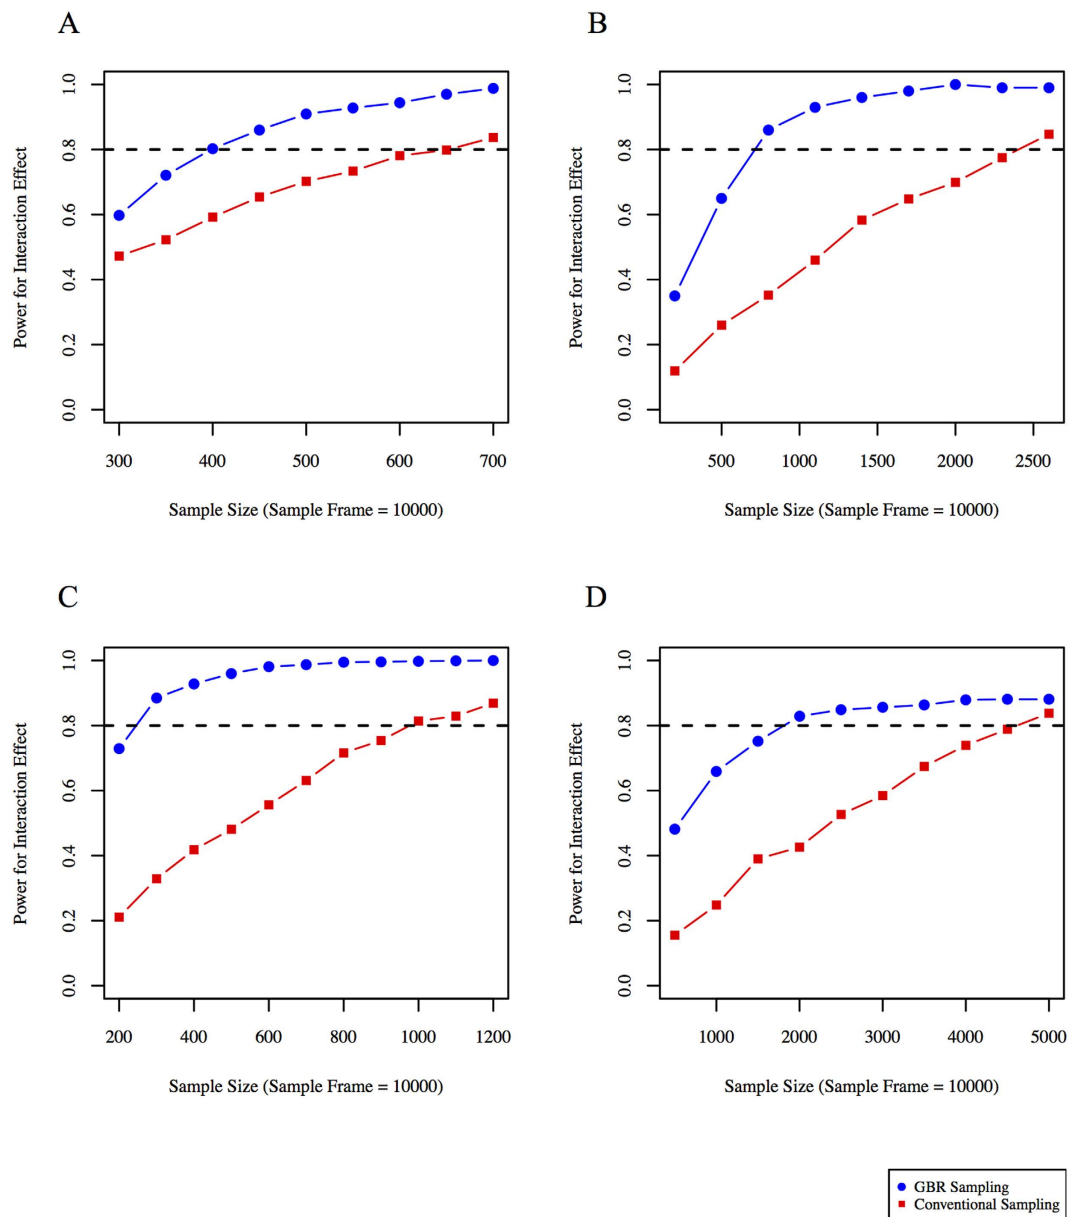 A
Power for Interaction Effect
0.0 0.2 0.4 0.6 0.8 1.0
300 400 500 600 700
Sample Size (Sample Frame = 10000)
B
Power for Interaction Effect
0.0 0.2 0.4 0.6 0.8 1.0
500 1000 1500 2000 2500
Sample Size (Sample Frame = 10000)
C
Power for Interaction Effect
0.0 0.2 0.4 0.6 0.8 1.0
200 400 600 800 1000 1200
Sample Size (Sample Frame = 10000)
D
Power for Interaction Effect
0.0 0.2 0.4 0.6 0.8 1.0
1000 2000 3000 4000 5000
Sample Size (Sample Frame = 10000)
GBR Sampling
Conventional Sampling